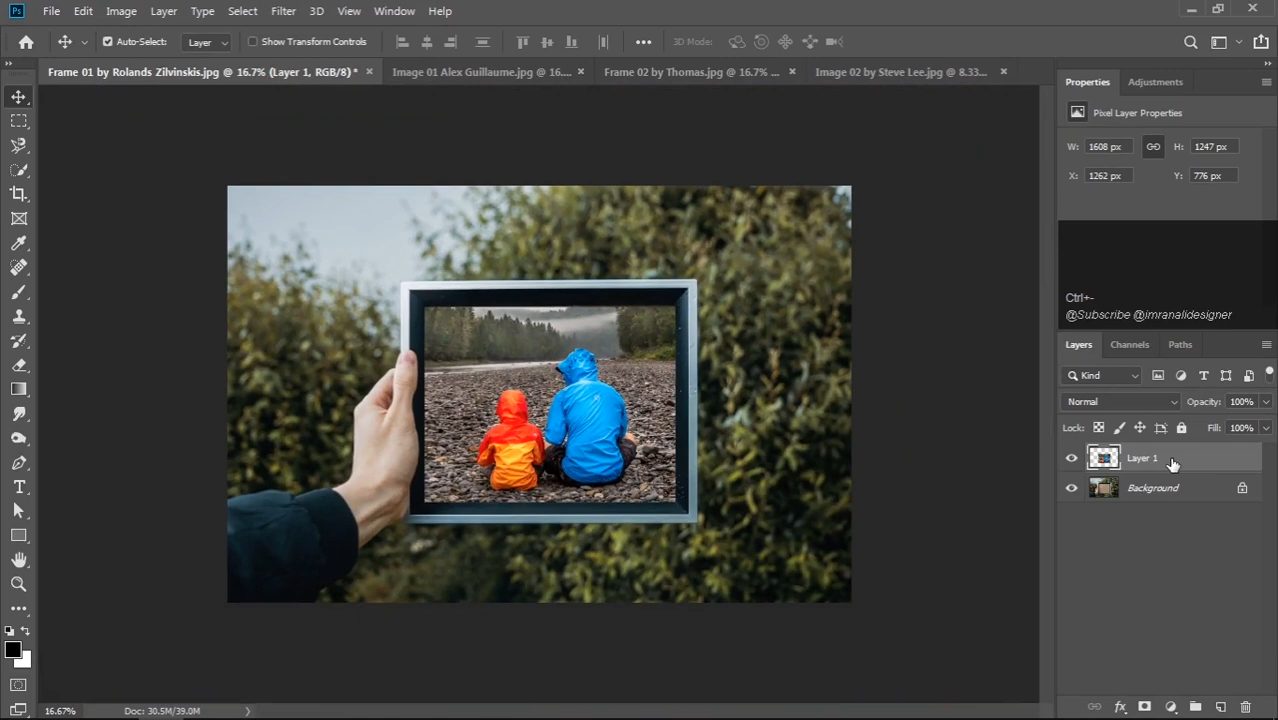 Ps File Edit Image Layer Type Select Filter 3D View Window Help
Auto-Select: Layer Show Transform Controls 3D Mode:
Frame 01 by Rolands Zilvinskis.jpg @ 16.7% (Layer 1, RGB/8) * Image 01 Alex Guillaume.jpg @ 16.... Frame 02 by Thomas.jpg @ 16.7% ... Image 02 by Steve Lee.jpg @ 8.33...
Properties Adjustments
Pixel Layer Properties
W: 1608 px H: 1247 px
X: 1262 px Y: 776 px
Ctrl+-
@Subscribe @imranalidesigner
Layers Channels Paths
Kind
Normal Opacity: 100%
Lock: Fill: 100%
Layer 1
Background
16.67% Doc: 30.5M/39.0M